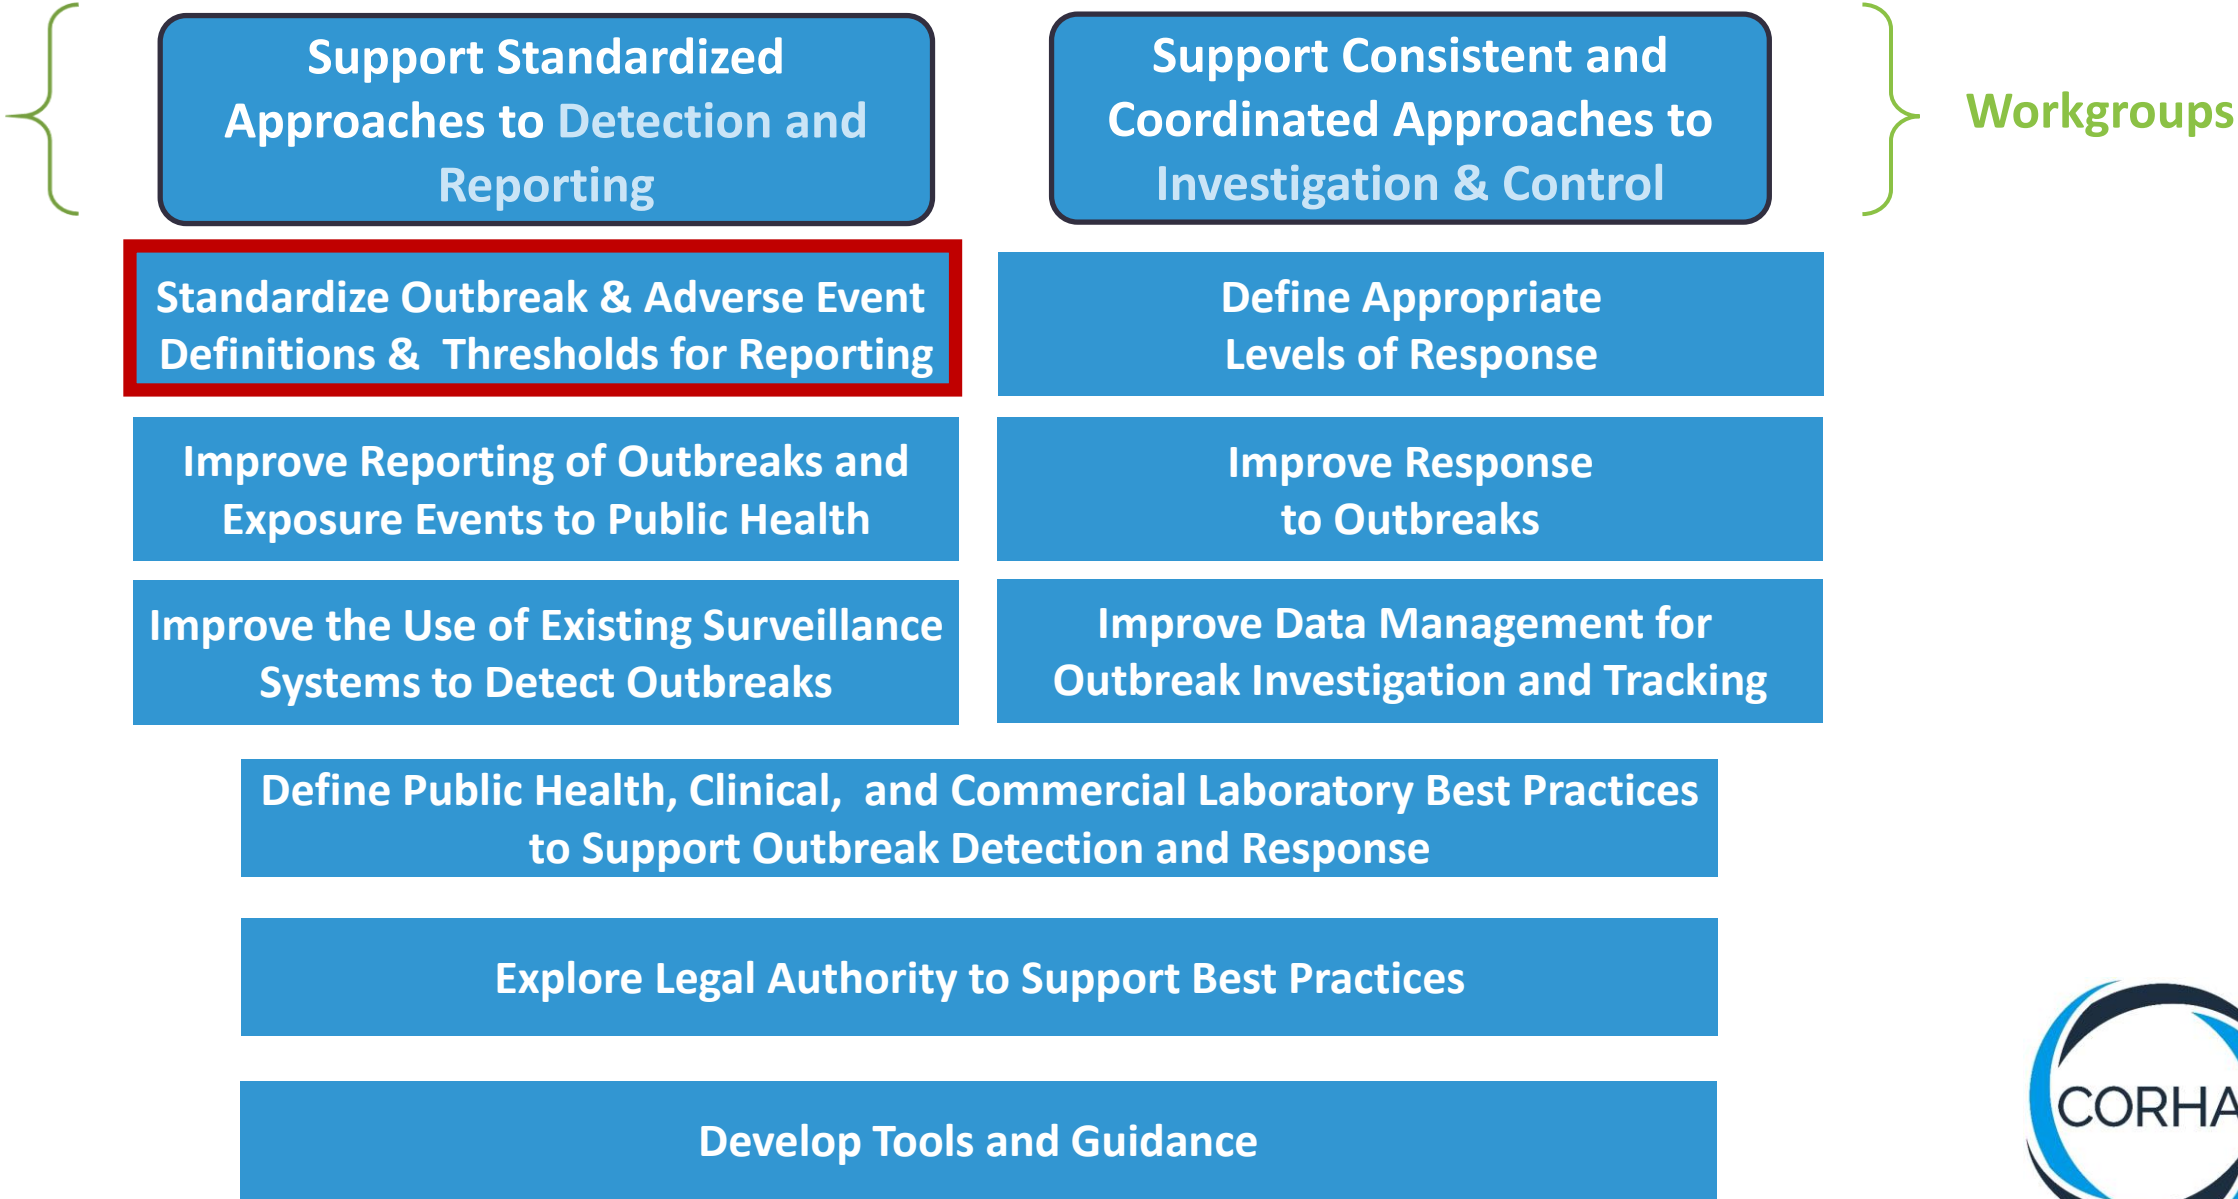 Support Standardized
Approaches to Detection and
Reporting
Support Consistent and
Coordinated Approaches to
Investigation & Control
Workgroups
Standardize Outbreak & Adverse Event
Definitions & Thresholds for Reporting
Define Appropriate
Levels of Response
Improve Reporting of Outbreaks and
Exposure Events to Public Health
Improve Response
to Outbreaks
Improve the Use of Existing Surveillance
Systems to Detect Outbreaks
Improve Data Management for
Outbreak Investigation and Tracking
Define Public Health, Clinical, and Commercial Laboratory Best Practices
to Support Outbreak Detection and Response
Explore Legal Authority to Support Best Practices
Develop Tools and Guidance
CORHA